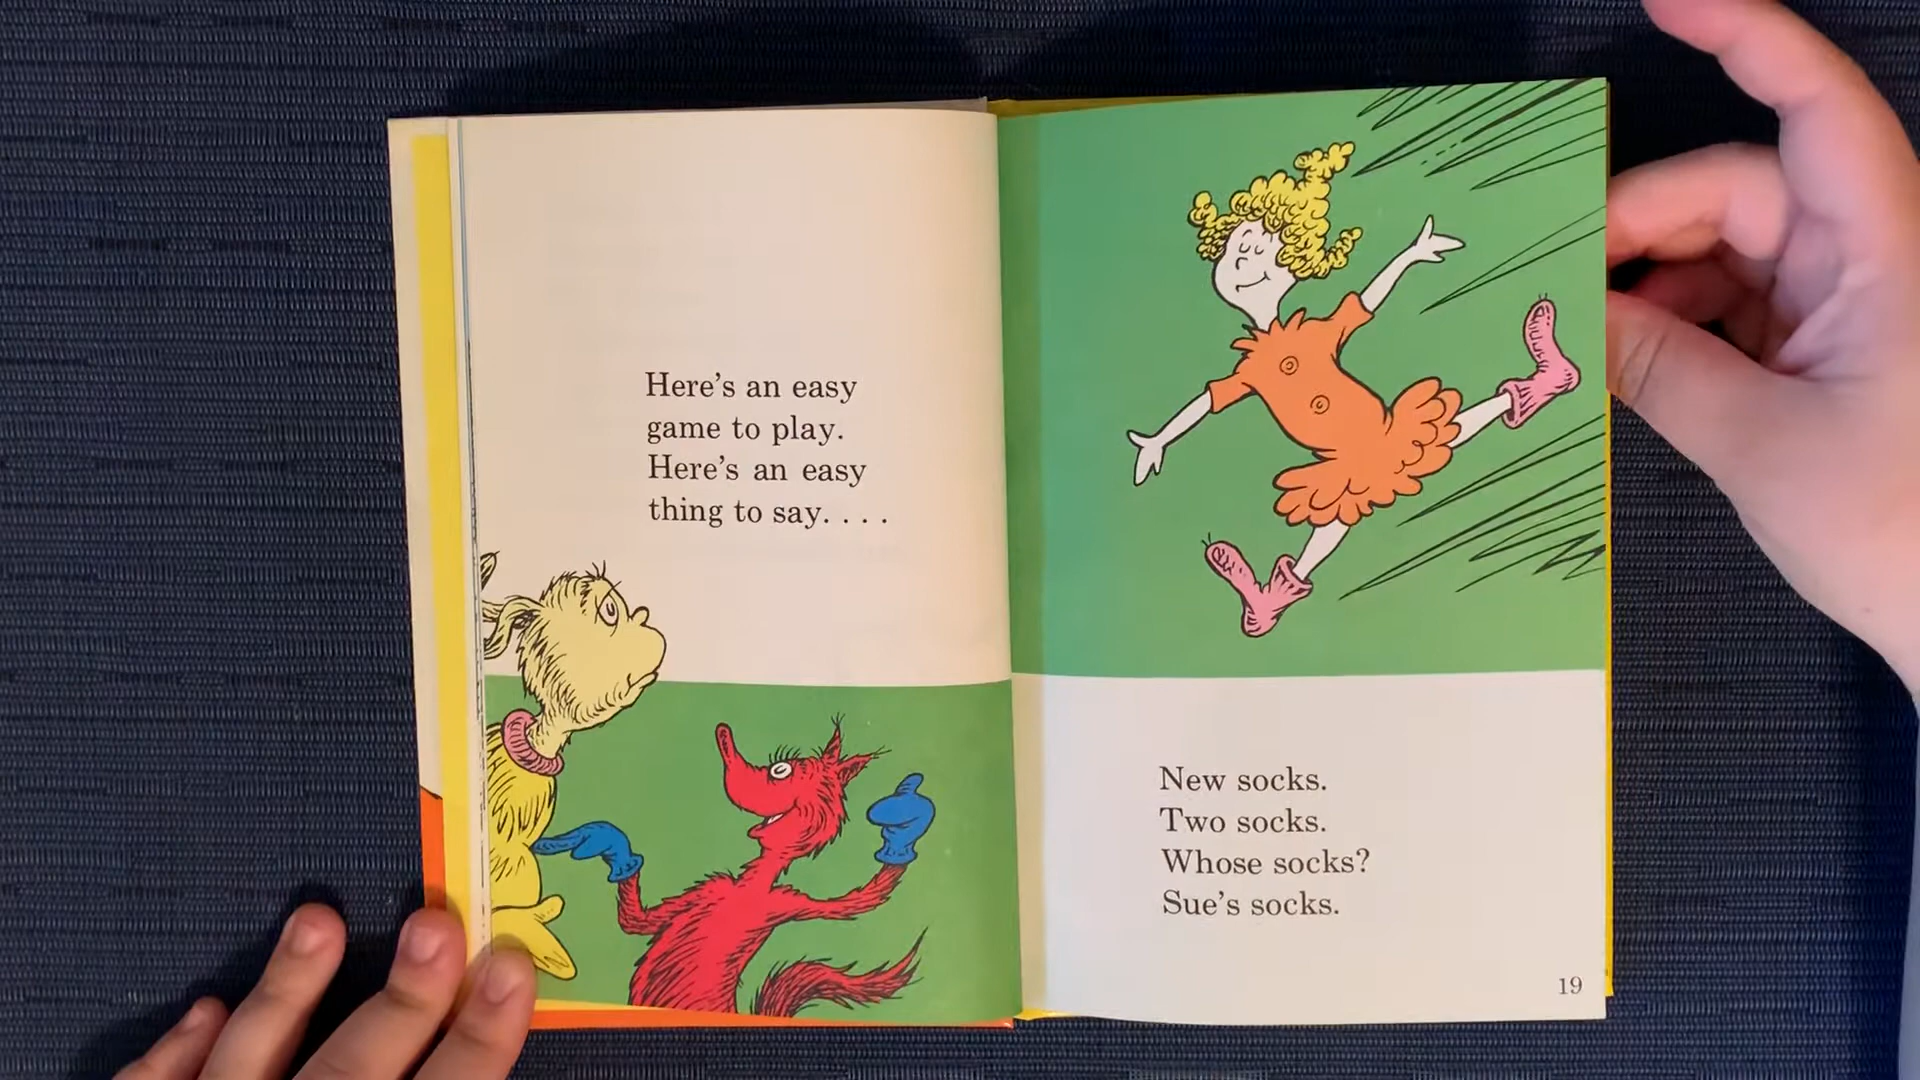 Here's an easy
game to play.
Here's an easy
thing to say. . . .
New socks.
Two socks.
Whose socks?
Sue's socks.
19